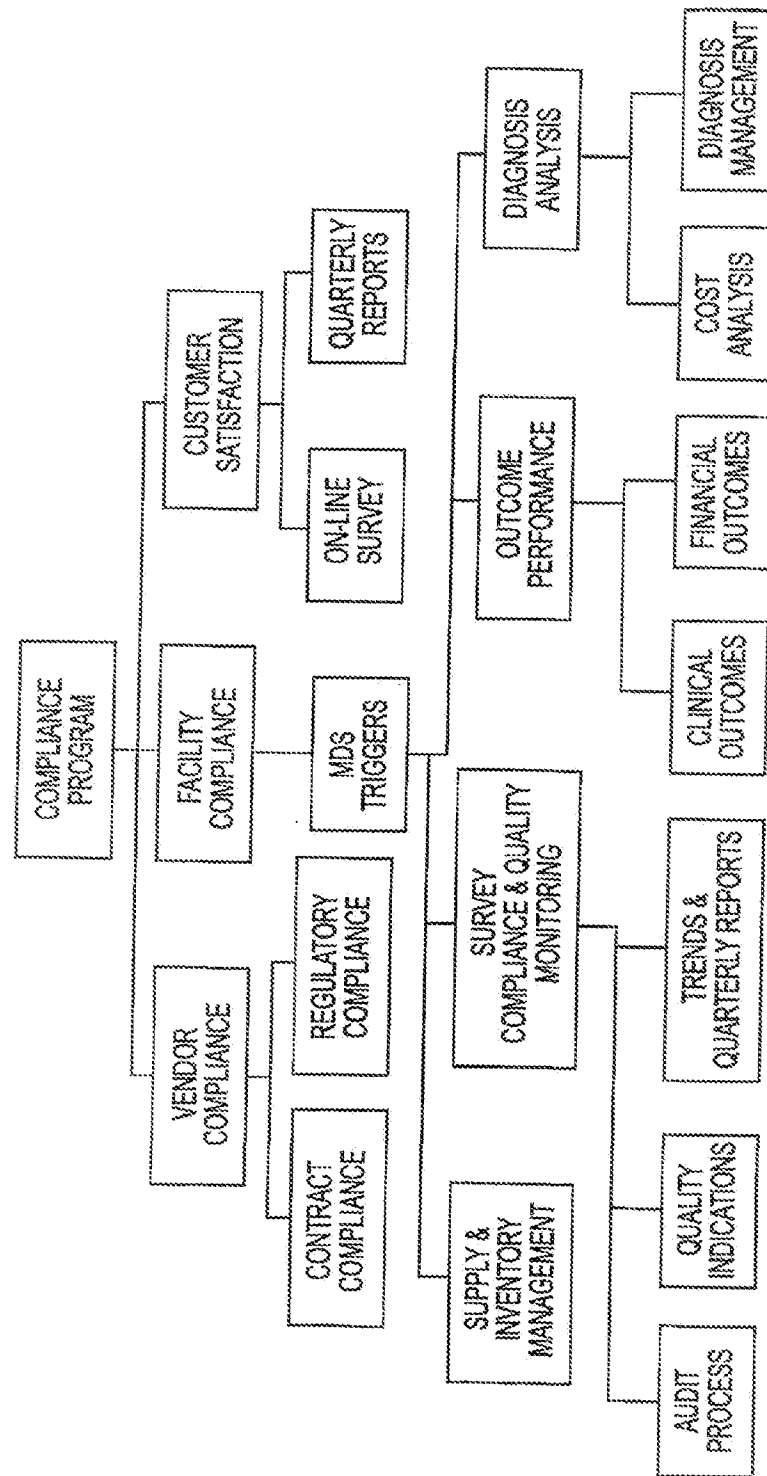 COMPLIANCE
PROGRAM
VENDOR
COMPLIANCE
FACILITY
COMPLIANCE
CUSTOMER
SATISFACTION
CONTRACT
COMPLIANCE
REGULATORY
COMPLIANCE
MDS
TRIGGERS
ON-LINE
SURVEY
QUARTERLY
REPORTS
SUPPLY &
INVENTORY
MANAGEMENT
SURVEY
COMPLIANCE & QUALITY
MONITORING
OUTCOME
PERFORMANCE
DIAGNOSIS
ANALYSIS
AUDIT
PROCESS
QUALITY
INDICATIONS
TRENDS &
QUARTERLY REPORTS
CLINICAL
OUTCOMES
FINANCIAL
OUTCOMES
COST
ANALYSIS
DIAGNOSIS
MANAGEMENT